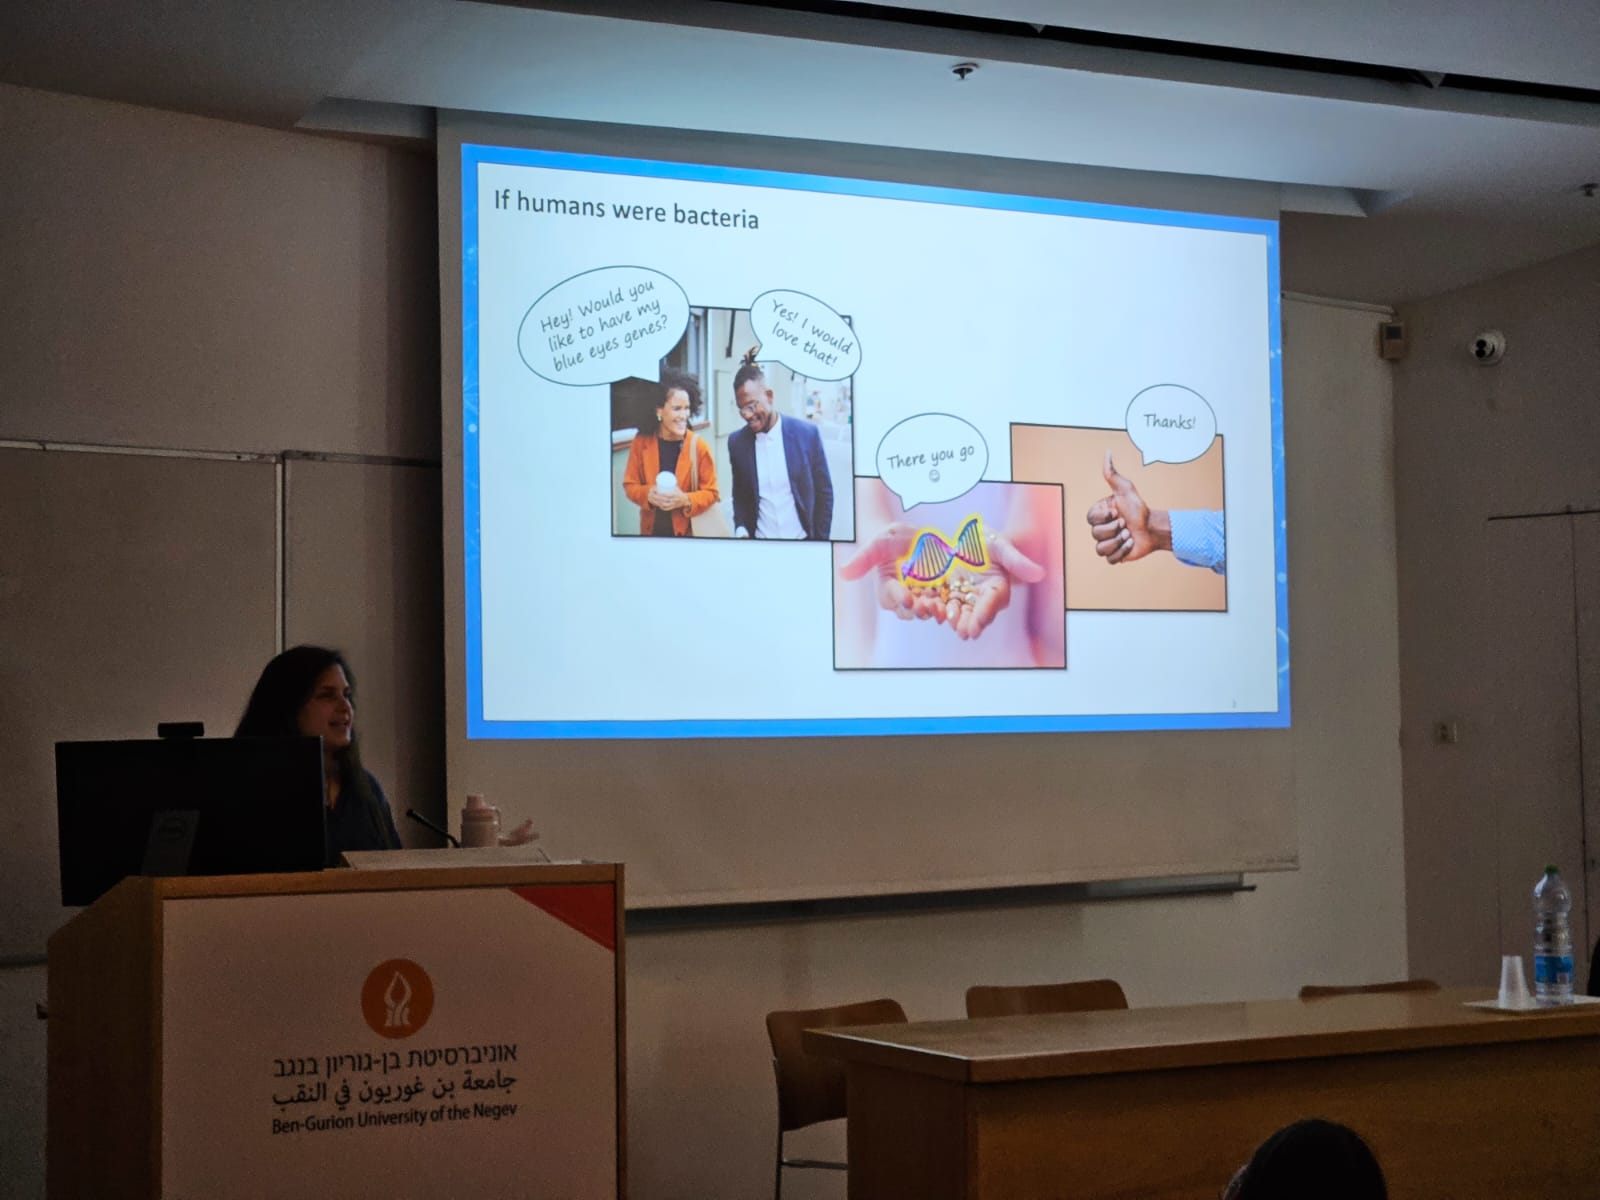 If humans were bacteria
Hey! Would you
like to have my
blue eyes genes?
Yes! I would
love that!
There you go
☺
Thanks!
3
אוניברסיטת בן-גוריון בנגב
جامعة بن غوريون في النقب
Ben-Gurion University of the Negev